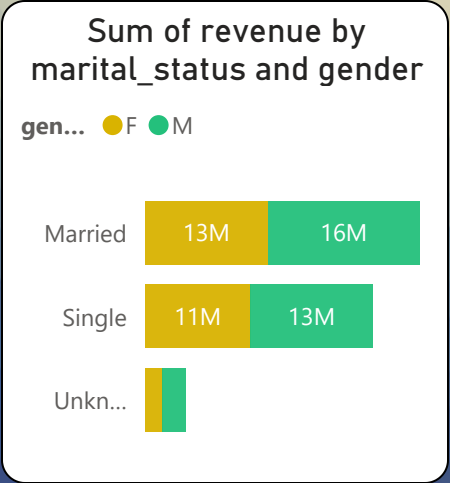 Sum of revenue by
marital_status and gender
gen... F M
Married 13M 16M
Single 11M 13M
Unkn...